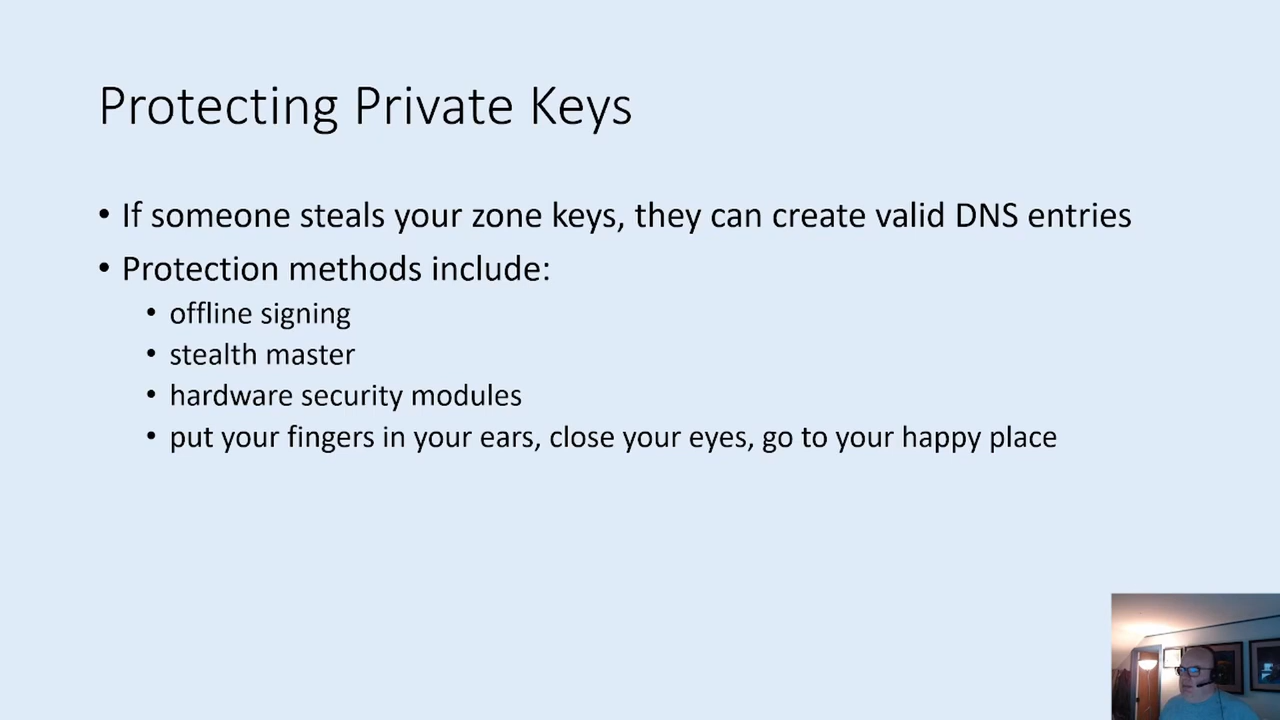 Protecting Private Keys
• If someone steals your zone keys, they can create valid DNS entries
• Protection methods include:
• offline signing
• stealth master
• hardware security modules
• put your fingers in your ears, close your eyes, go to your happy place